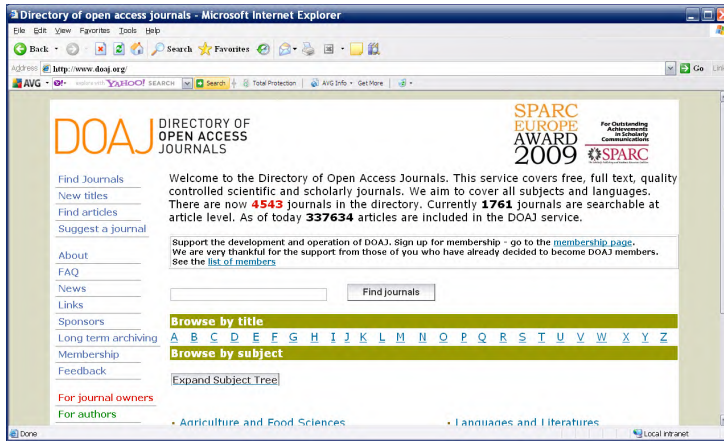 Directory of open access journals - Microsoft Internet Explorer
File Edit View Favorites Tools Help
Back Search Favorites
Address http://www.doaj.org/ Go Links
AVG YAHOO! SEARCH Search Total Protection AVG Info Get More
DOAJ DIRECTORY OF
OPEN ACCESS
JOURNALS
SPARC
EUROPE
AWARD
2009
For Outstanding
Achievements
in Scholarly
Communications
SPARC
Find Journals
New titles
Find articles
Suggest a journal
About
FAQ
News
Links
Sponsors
Long term archiving
Membership
Feedback
For journal owners
For authors
Welcome to the Directory of Open Access Journals. This service covers free, full text, quality
controlled scientific and scholarly journals. We aim to cover all subjects and languages.
There are now 4543 journals in the directory. Currently 1761 journals are searchable at
article level. As of today 337634 articles are included in the DOAJ service.
Support the development and operation of DOAJ. Sign up for membership - go to the membership page.
We are very thankful for the support from those of you who have already decided to become DOAJ members.
See the list of members
Find journals
Browse by title
A B C D E F G H I J K L M N O P Q R S T U V W X Y Z
Browse by subject
Expand Subject Tree
• Agriculture and Food Sciences
• Languages and Literatures
Done
Local intranet